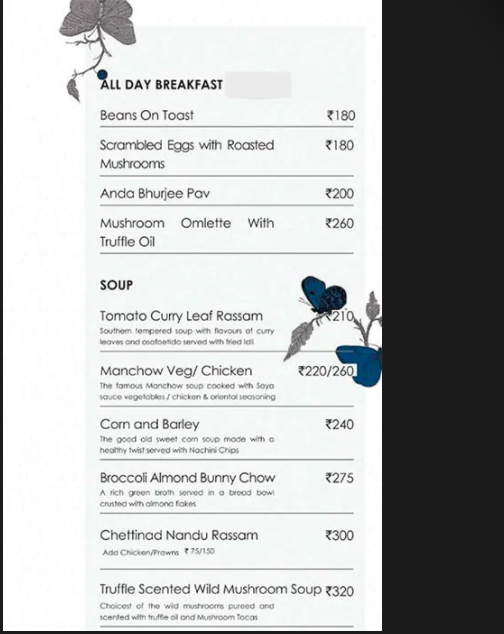 ALL DAY BREAKFAST
Beans On Toast ₹180
Scrambled Eggs with Roasted ₹180
Mushrooms
Anda Bhurjee Pav ₹200
Mushroom Omlette With ₹260
Truffle Oil
SOUP
Tomato Curry Leaf Rassam ₹210
Southern tempered soup with flavours of curry
leaves and asafoetida served with fried Idli
Manchow Veg/ Chicken ₹220/260
The famous Manchow soup cooked with Soya
sauce vegetables / chicken & oriental seasoning
Corn and Barley ₹240
The good old sweet corn soup made with a
healthy twist served with Nachini Chips
Broccoli Almond Bunny Chow ₹275
A rich green broth served in a bread bowl
crusted with almond flakes
Chettinad Nandu Rassam ₹300
Add Chicken/Prawns ₹ 75/150
Truffle Scented Wild Mushroom Soup ₹320
Choicest of the wild mushrooms pureed and
scented with truffle oil and Mushroom Tocas